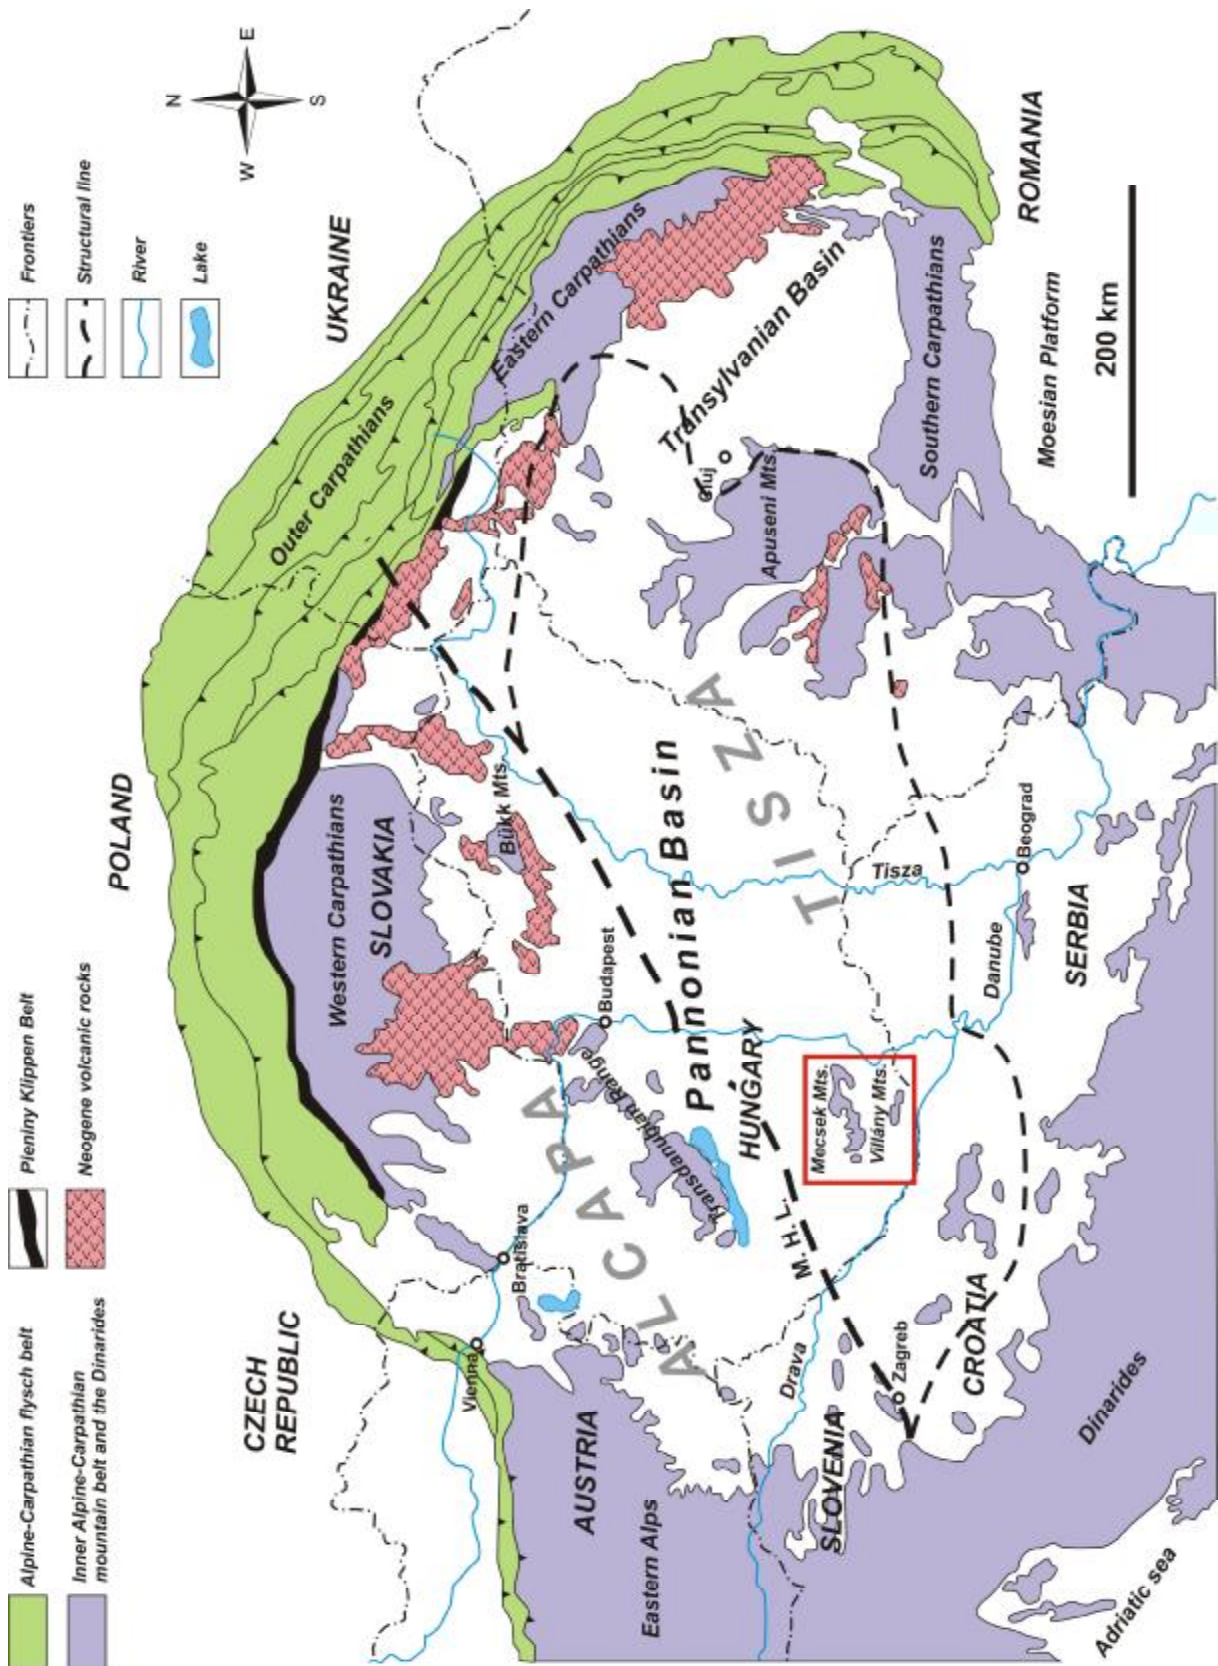 Alpine-Carpathian flysch belt
Inner Alpine-Carpathian
mountain belt and the Dinarides
Pieniny Klippen Belt
Neogene volcanic rocks
Frontiers
Structural line
River
Lake
N
E
S
W
CZECH
REPUBLIC
POLAND
UKRAINE
Outer Carpathians
Vienna
Bratislava
Western Carpathians
SLOVAKIA
Bükk Mts.
Eastern Carpathians
AUSTRIA
Eastern Alps
ALCAPA
Transdanubian Range
Budapest
Pannonian Basin
HUNGÁRY
M. H. L.
TISZA
Cluj
Transylvanian Basin
Apuseni Mts.
Drava
SLOVENIA
Zagreb
CROATIA
Mecsek Mts.
Villány Mts.
Tisza
Danube
Beograd
SERBIA
Southern Carpathians
ROMANIA
Moesian Platform
Dinarides
Adriatic sea
200 km